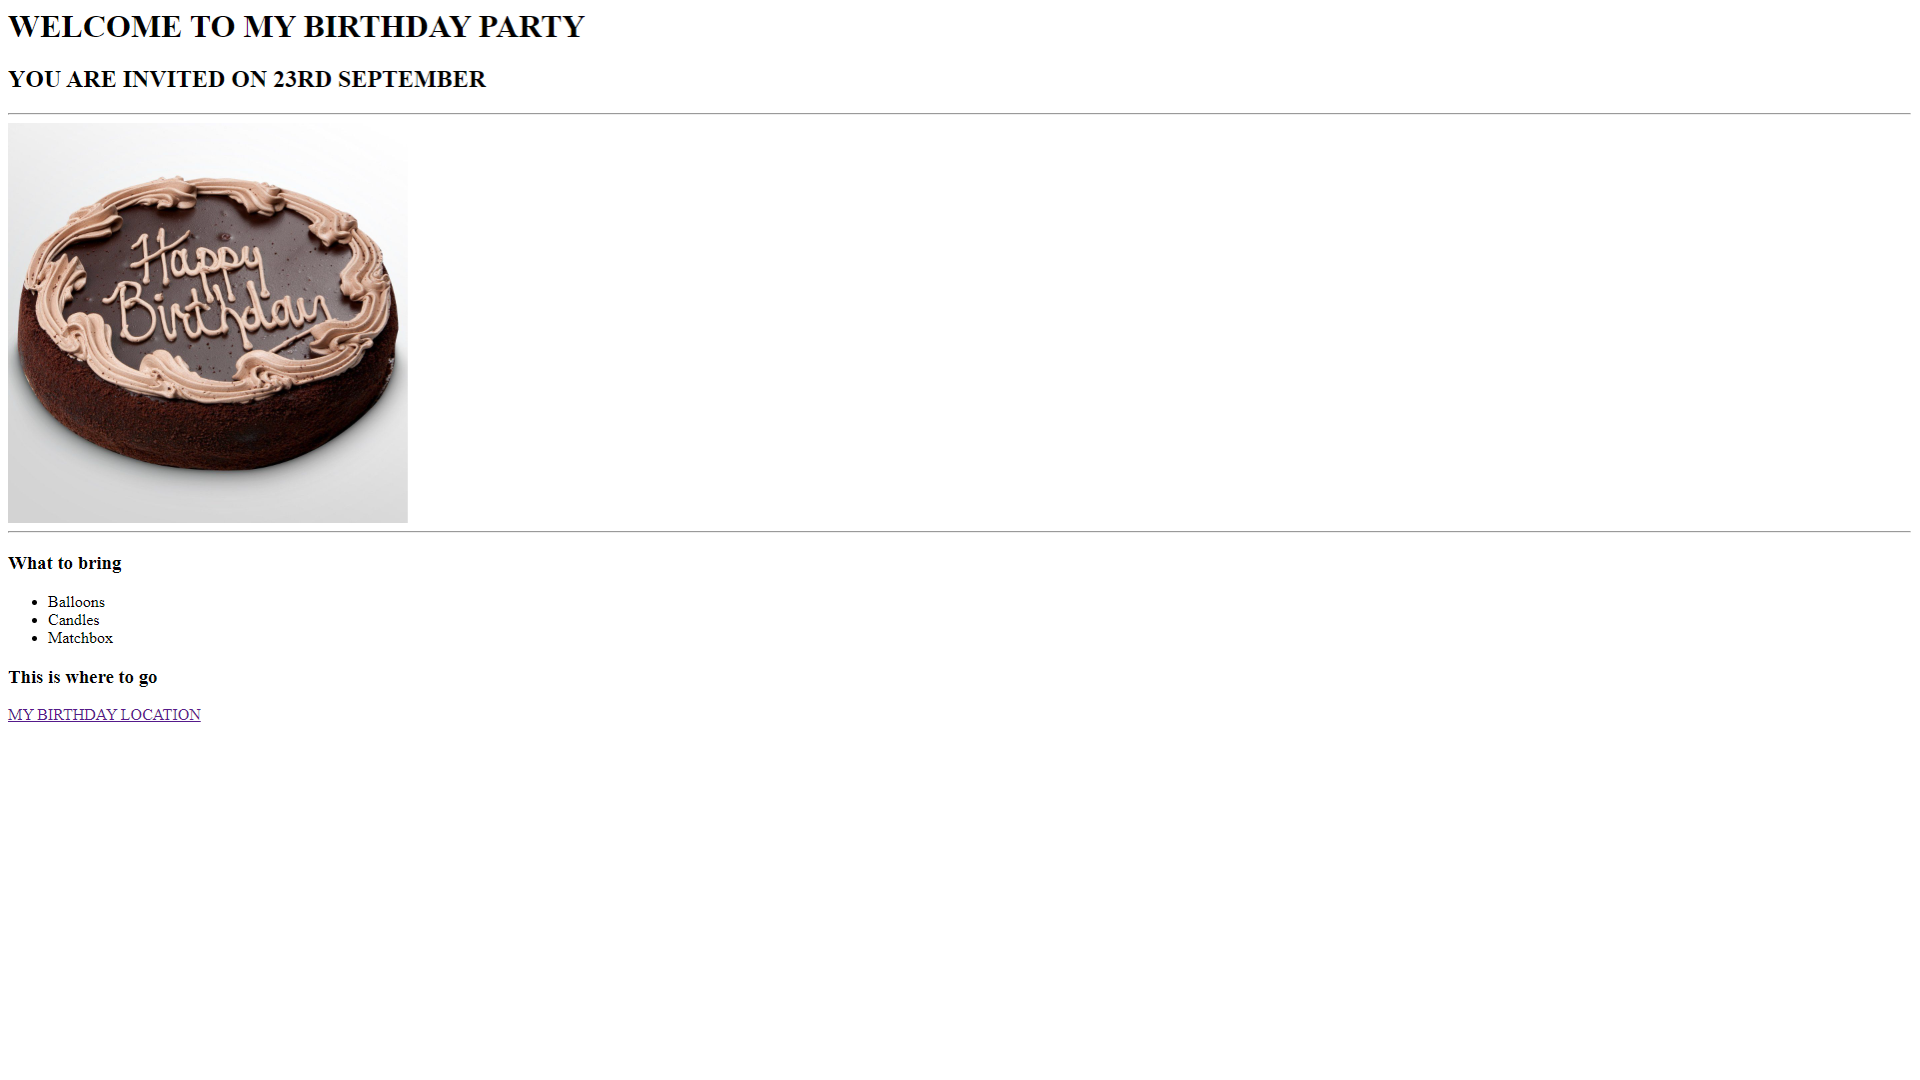 WELCOME TO MY BIRTHDAY PARTY
YOU ARE INVITED ON 23RD SEPTEMBER
Happy
Birthday
What to bring
Balloons
Candles
Matchbox
This is where to go
MY BIRTHDAY LOCATION